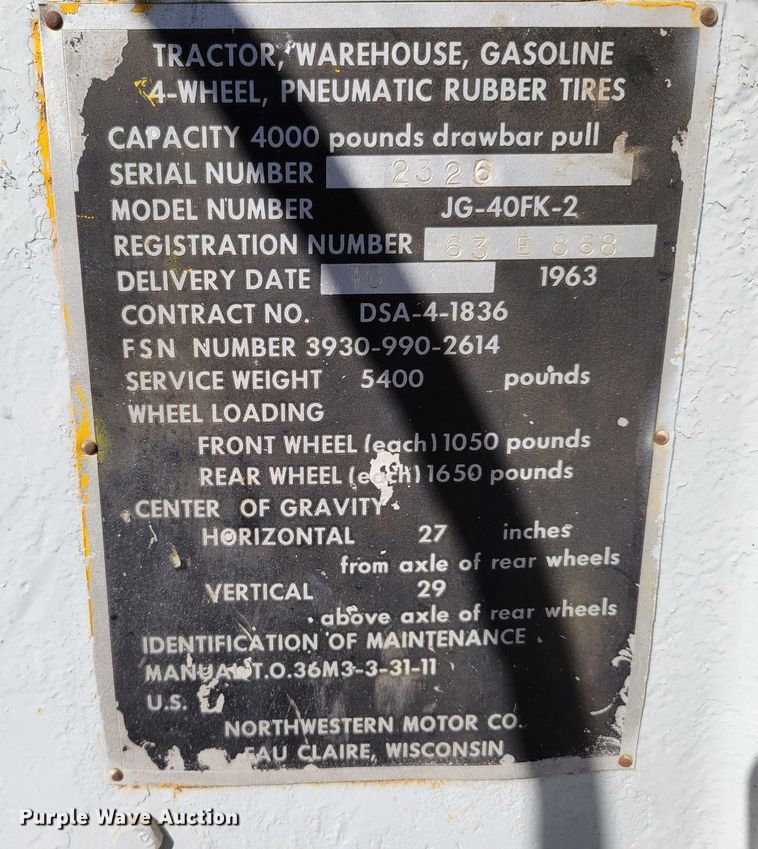 TRACTOR, WAREHOUSE, GASOLINE
4-WHEEL, PNEUMATIC RUBBER TIRES
CAPACITY 4000 pounds drawbar pull
SERIAL NUMBER 2326
MODEL NUMBER JG-40FK-2
REGISTRATION NUMBER 63 E 868
DELIVERY DATE 10 1963
CONTRACT NO. DSA-4-1836
FSN NUMBER 3930-990-2614
SERVICE WEIGHT 5400 pounds
WHEEL LOADING
FRONT WHEEL (each) 1050 pounds
REAR WHEEL (each) 1650 pounds
CENTER OF GRAVITY
HORIZONTAL 27 inches
from axle of rear wheels
VERTICAL 29
above axle of rear wheels
IDENTIFICATION OF MAINTENANCE
MANUAL T.O.36M3-3-31-11
U.S.
NORTHWESTERN MOTOR CO.
EAU CLAIRE, WISCONSIN
Purple Wave Auction